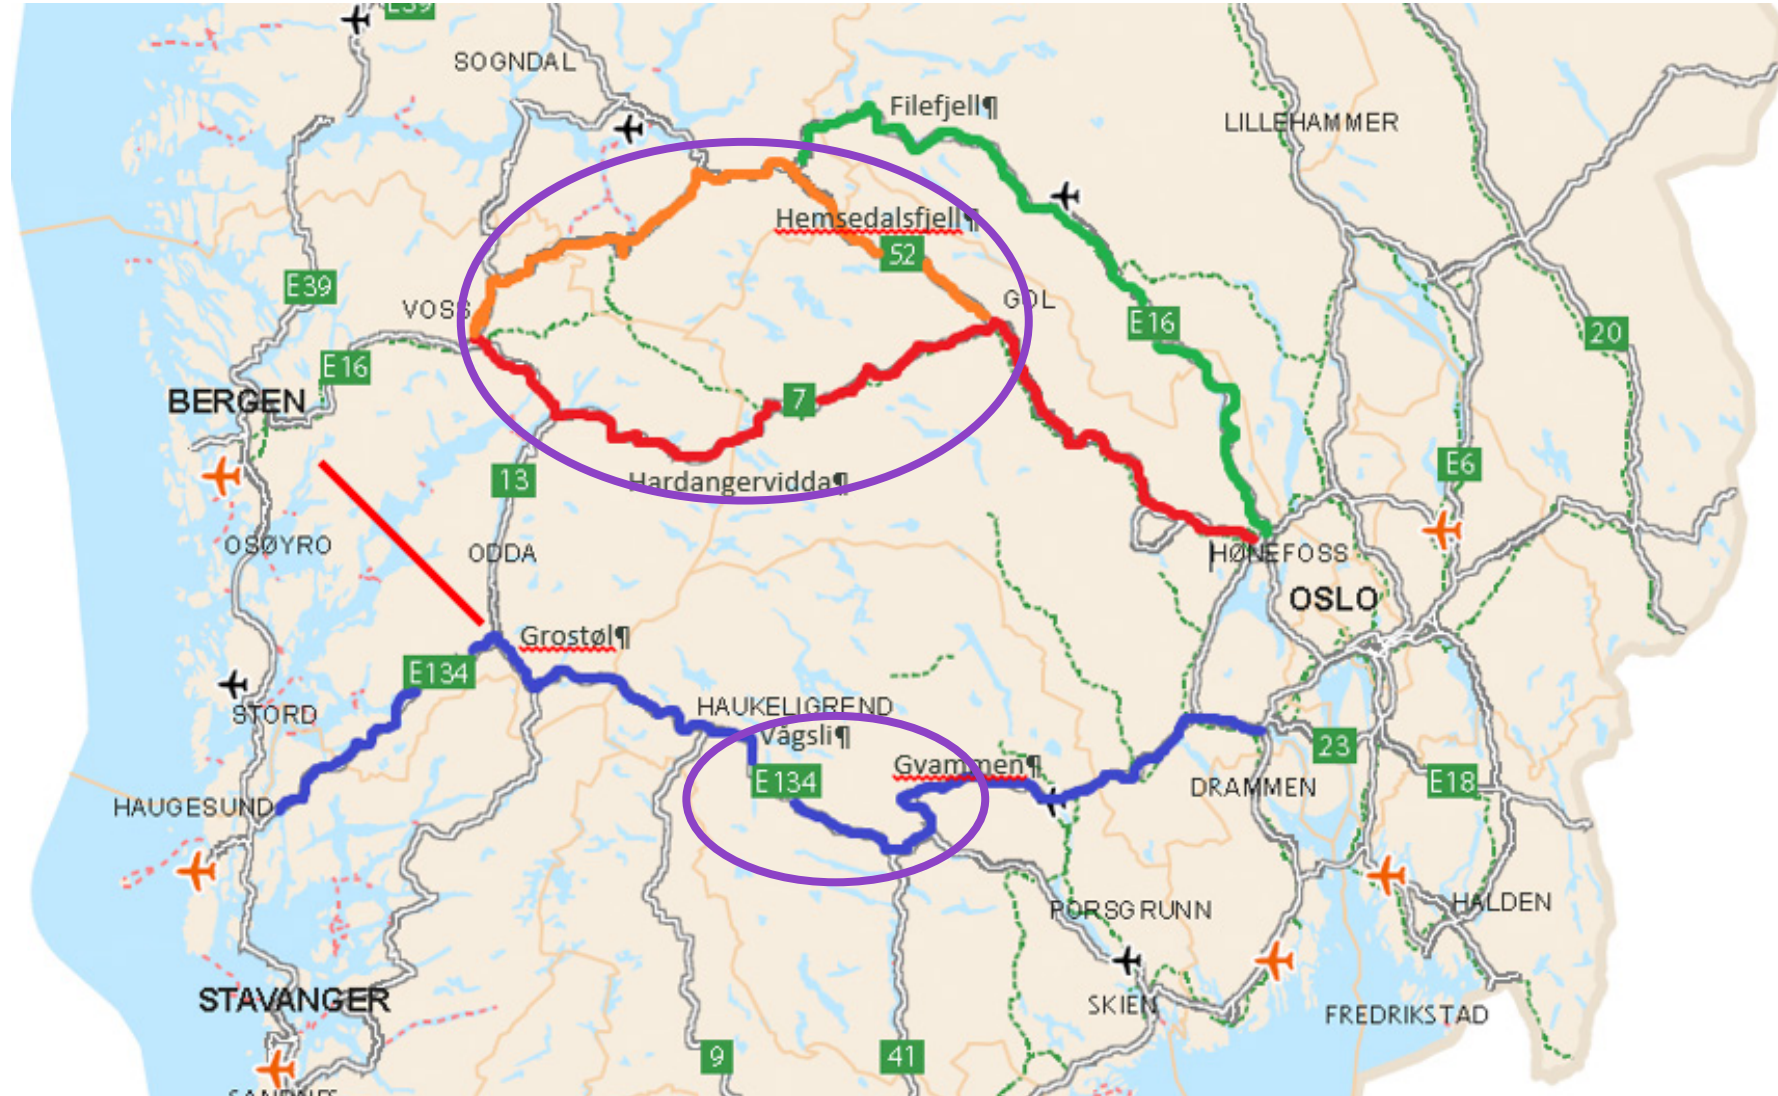 E39
SOGNDAL
Filefjell¶
LILLEHAMMER
Hemsedalsfjell¶
52
E39
VOSS
GOL
E16
20
E16
BERGEN
7
E6
13
Hardangervidda¶
OSØYRO
ODDA
HØNEFOSS
OSLO
Grostøl¶
E134
STORD
HAUKELIGREND
Vågsli¶
23
Gvammen¶
E134
E18
DRAMMEN
HAUGESUND
HALDEN
PORSGRUNN
STAVANGER
SKIEN
FREDRIKSTAD
9
41